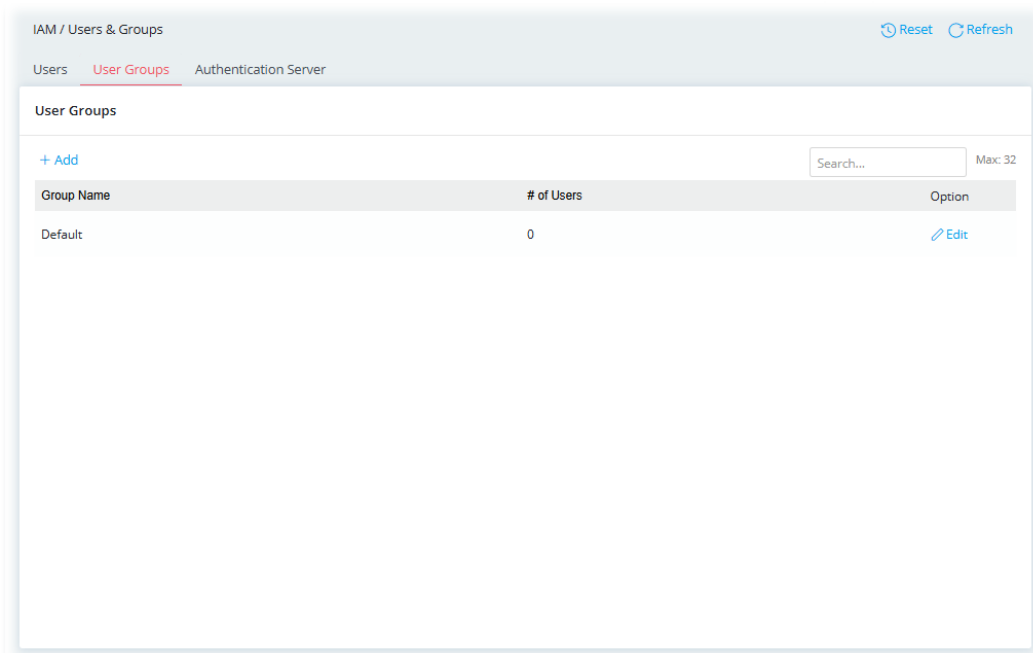 IAM / Users & Groups Reset Refresh
Users User Groups Authentication Server
User Groups
+ Add Search... Max: 32
Group Name # of Users Option
Default 0 Edit